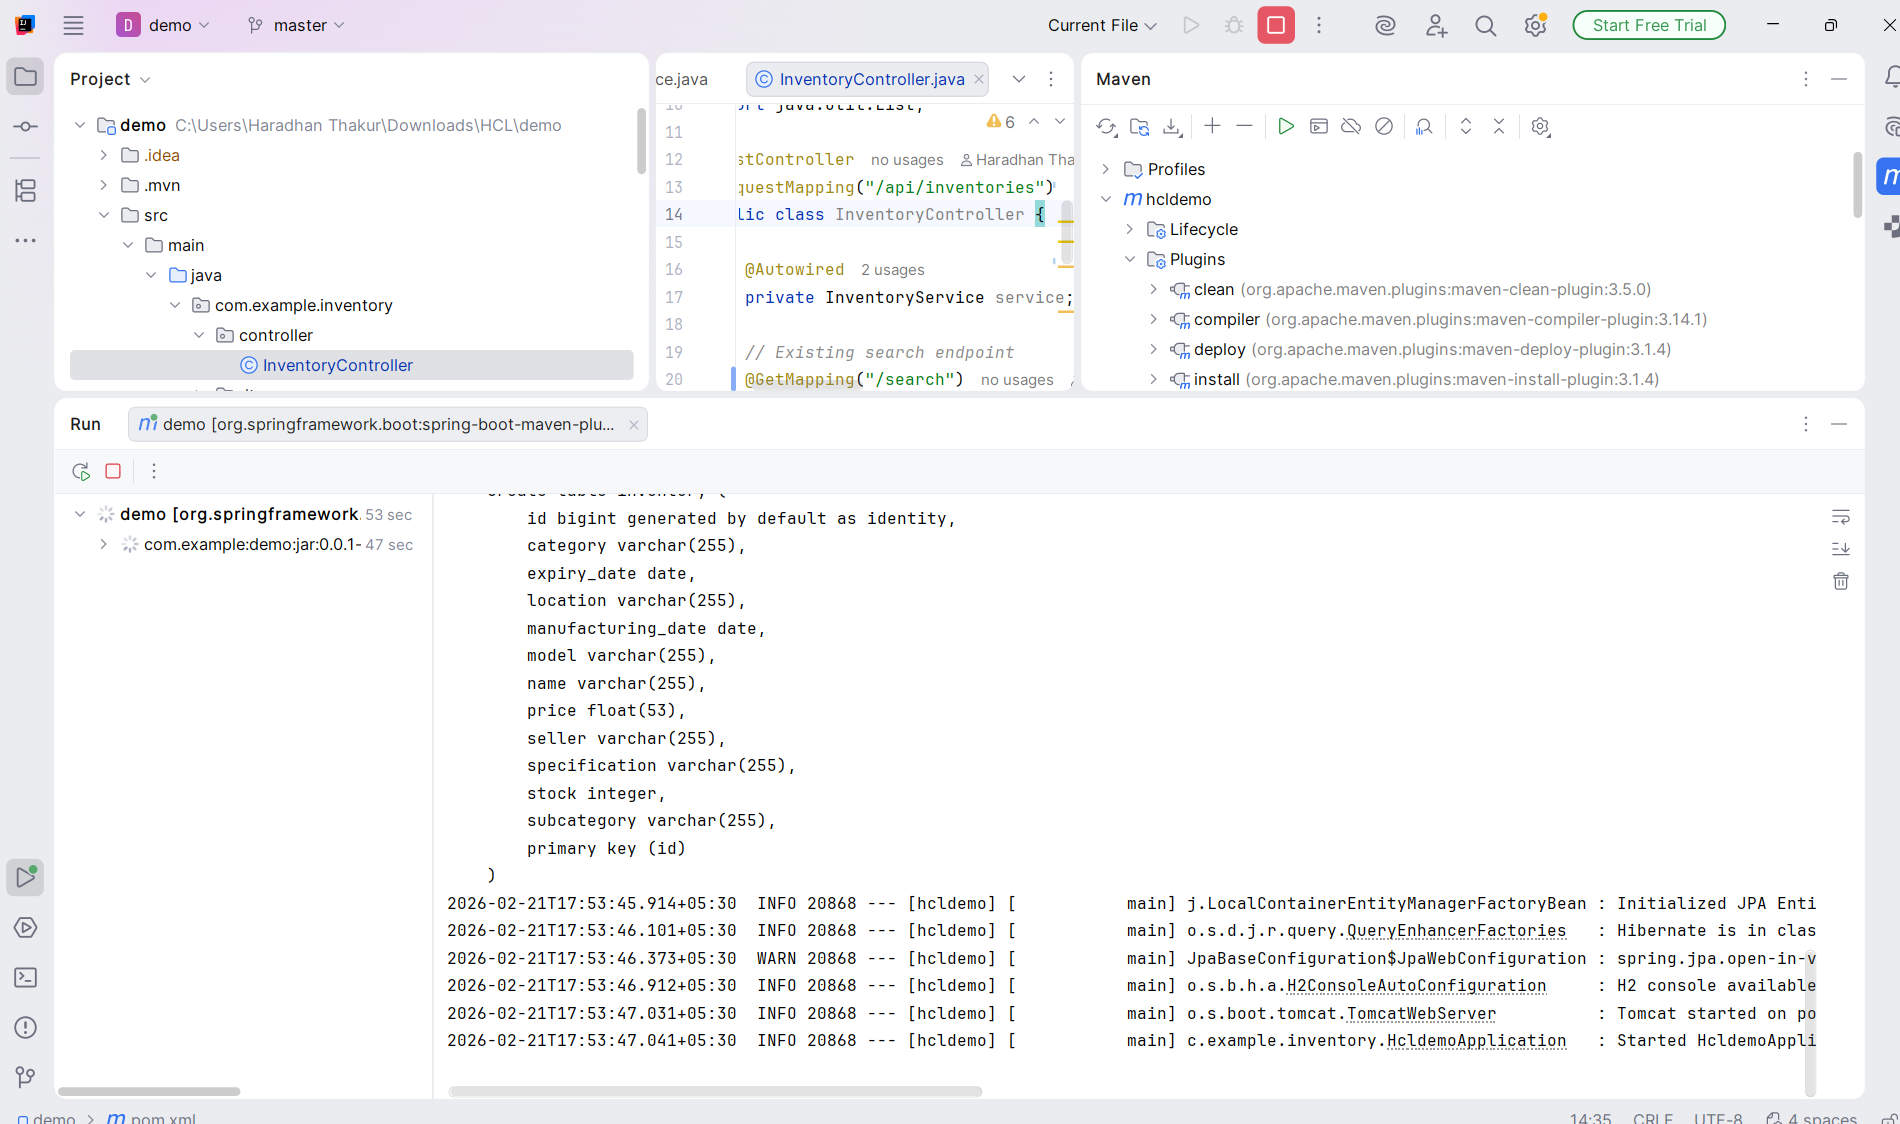 D demo master Current File Start Free Trial
Project
demo C:\Users\Haradhan Thakur\Downloads\HCL\demo
.idea
.mvn
src
main
java
com.example.inventory
controller
InventoryController
ce.java InventoryController.java
6
10 ort java.util.List;
11
12 stController no usages Haradhan Tha
13 questMapping("/api/inventories")
14 lic class InventoryController {
15
16 @Autowired 2 usages
17 private InventoryService service;
18
19 // Existing search endpoint
20 @GetMapping("/search") no usages
Maven
Profiles
m hcldemo
Lifecycle
Plugins
clean (org.apache.maven.plugins:maven-clean-plugin:3.5.0)
compiler (org.apache.maven.plugins:maven-compiler-plugin:3.14.1)
deploy (org.apache.maven.plugins:maven-deploy-plugin:3.1.4)
install (org.apache.maven.plugins:maven-install-plugin:3.1.4)
Run demo [org.springframework.boot:spring-boot-maven-plu...
demo [org.springframework. 53 sec
com.example:demo:jar:0.0.1- 47 sec
create table inventory (
id bigint generated by default as identity,
category varchar(255),
expiry_date date,
location varchar(255),
manufacturing_date date,
model varchar(255),
name varchar(255),
price float(53),
seller varchar(255),
specification varchar(255),
stock integer,
subcategory varchar(255),
primary key (id)
)
2026-02-21T17:53:45.914+05:30 INFO 20868 --- [hcldemo] [ main] j.LocalContainerEntityManagerFactoryBean : Initialized JPA Enti
2026-02-21T17:53:46.101+05:30 INFO 20868 --- [hcldemo] [ main] o.s.d.j.r.query.QueryEnhancerFactories : Hibernate is in clas
2026-02-21T17:53:46.373+05:30 WARN 20868 --- [hcldemo] [ main] JpaBaseConfiguration$JpaWebConfiguration : spring.jpa.open-in-v
2026-02-21T17:53:46.912+05:30 INFO 20868 --- [hcldemo] [ main] o.s.b.h.a.H2ConsoleAutoConfiguration : H2 console available
2026-02-21T17:53:47.031+05:30 INFO 20868 --- [hcldemo] [ main] o.s.boot.tomcat.TomcatWebServer : Tomcat started on po
2026-02-21T17:53:47.041+05:30 INFO 20868 --- [hcldemo] [ main] c.example.inventory.HcldemoApplication : Started HcldemoAppli
demo > m pom.xml 14:35 CRLF UTF-8 4 spaces